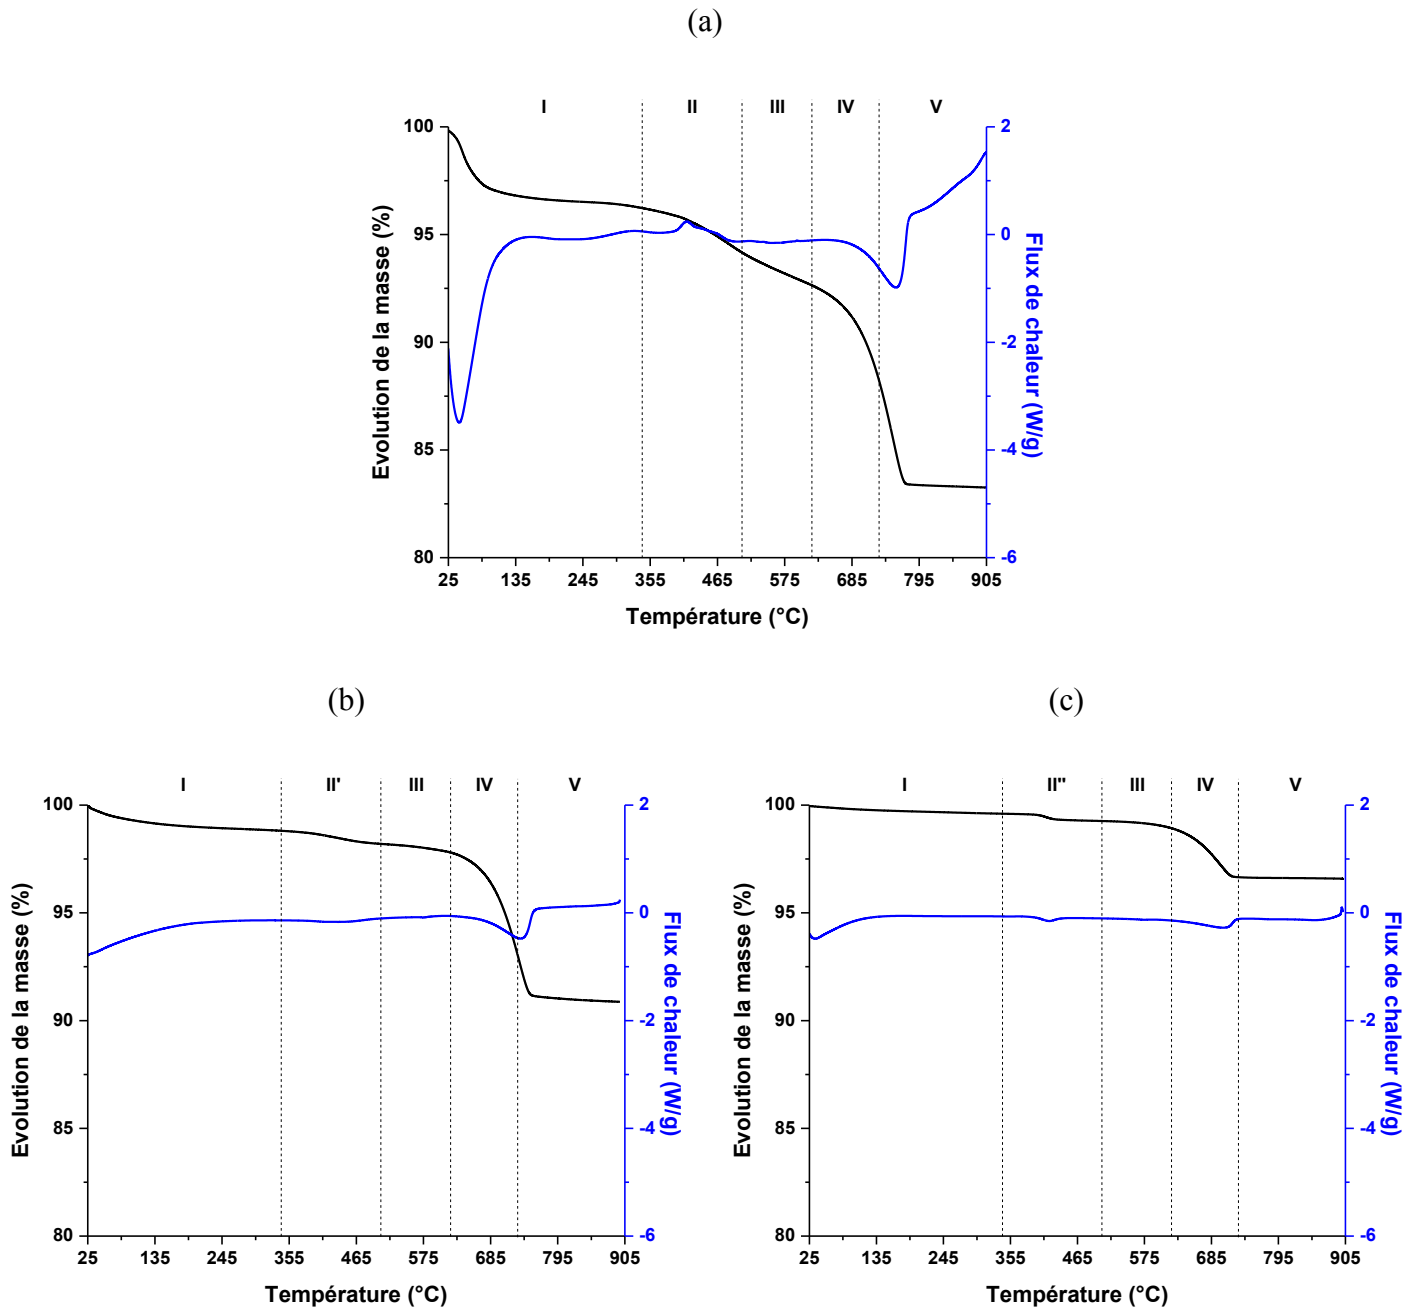 (a)
I II III IV V
100
95
90
85
80
2
0
-2
-4
-6
25 135 245 355 465 575 685 795 905
Evolution de la masse (%)
Flux de chaleur (W/g)
Température (°C)
(b)
I II' III IV V
100
95
90
85
80
2
0
-2
-4
-6
25 135 245 355 465 575 685 795 905
Evolution de la masse (%)
Flux de chaleur (W/g)
Température (°C)
(c)
I II" III IV V
100
95
90
85
80
2
0
-2
-4
-6
25 135 245 355 465 575 685 795 905
Evolution de la masse (%)
Flux de chaleur (W/g)
Température (°C)